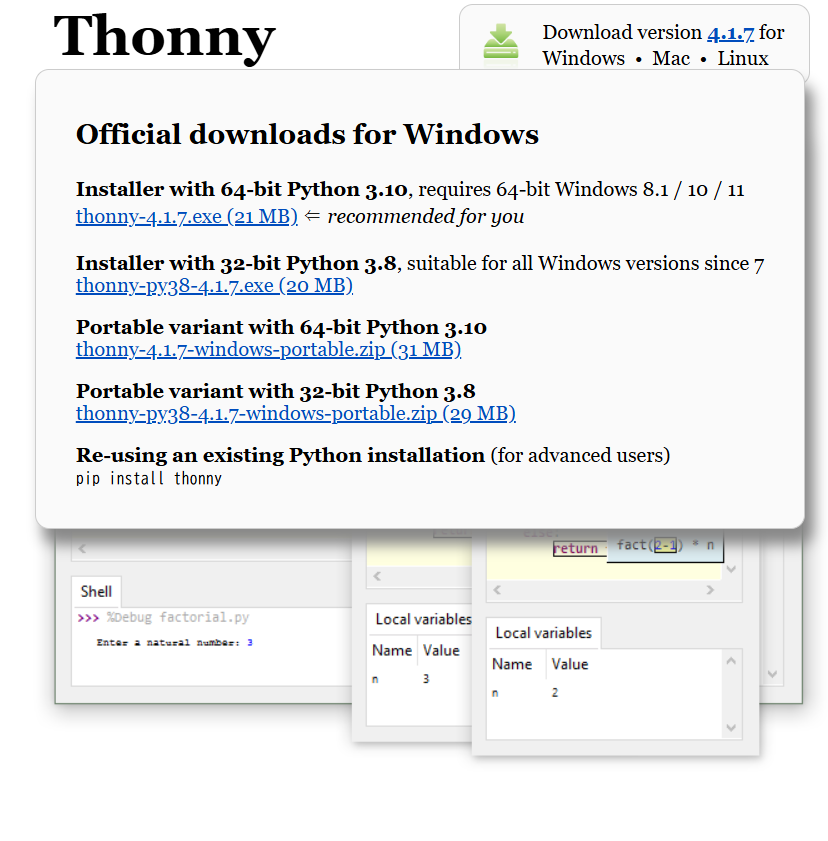 Thonny
Download version 4.1.7 for
Windows • Mac • Linux
Official downloads for Windows
Installer with 64-bit Python 3.10, requires 64-bit Windows 8.1 / 10 / 11
thonny-4.1.7.exe (21 MB) ⇐ recommended for you
Installer with 32-bit Python 3.8, suitable for all Windows versions since 7
thonny-py38-4.1.7.exe (20 MB)
Portable variant with 64-bit Python 3.10
thonny-4.1.7-windows-portable.zip (31 MB)
Portable variant with 32-bit Python 3.8
thonny-py38-4.1.7-windows-portable.zip (29 MB)
Re-using an existing Python installation (for advanced users)
pip install thonny
return fact(2-1) * n
Shell
>>> %Debug factorial.py
Enter a natural number: 3
Local variables
Name Value
n 3
Local variables
Name Value
n 2